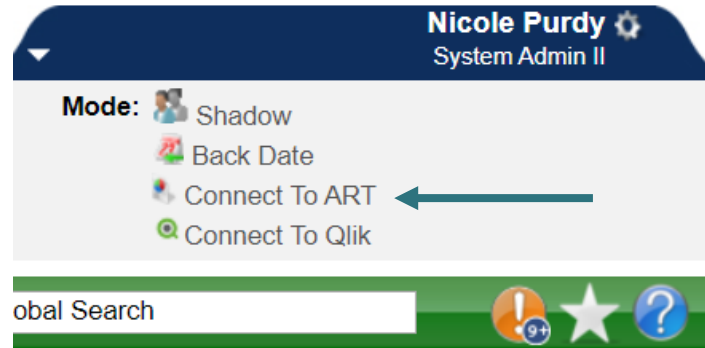 Nicole Purdy
System Admin II
Mode: Shadow
Back Date
Connect To ART
Connect To Qlik
obal Search
9+
?